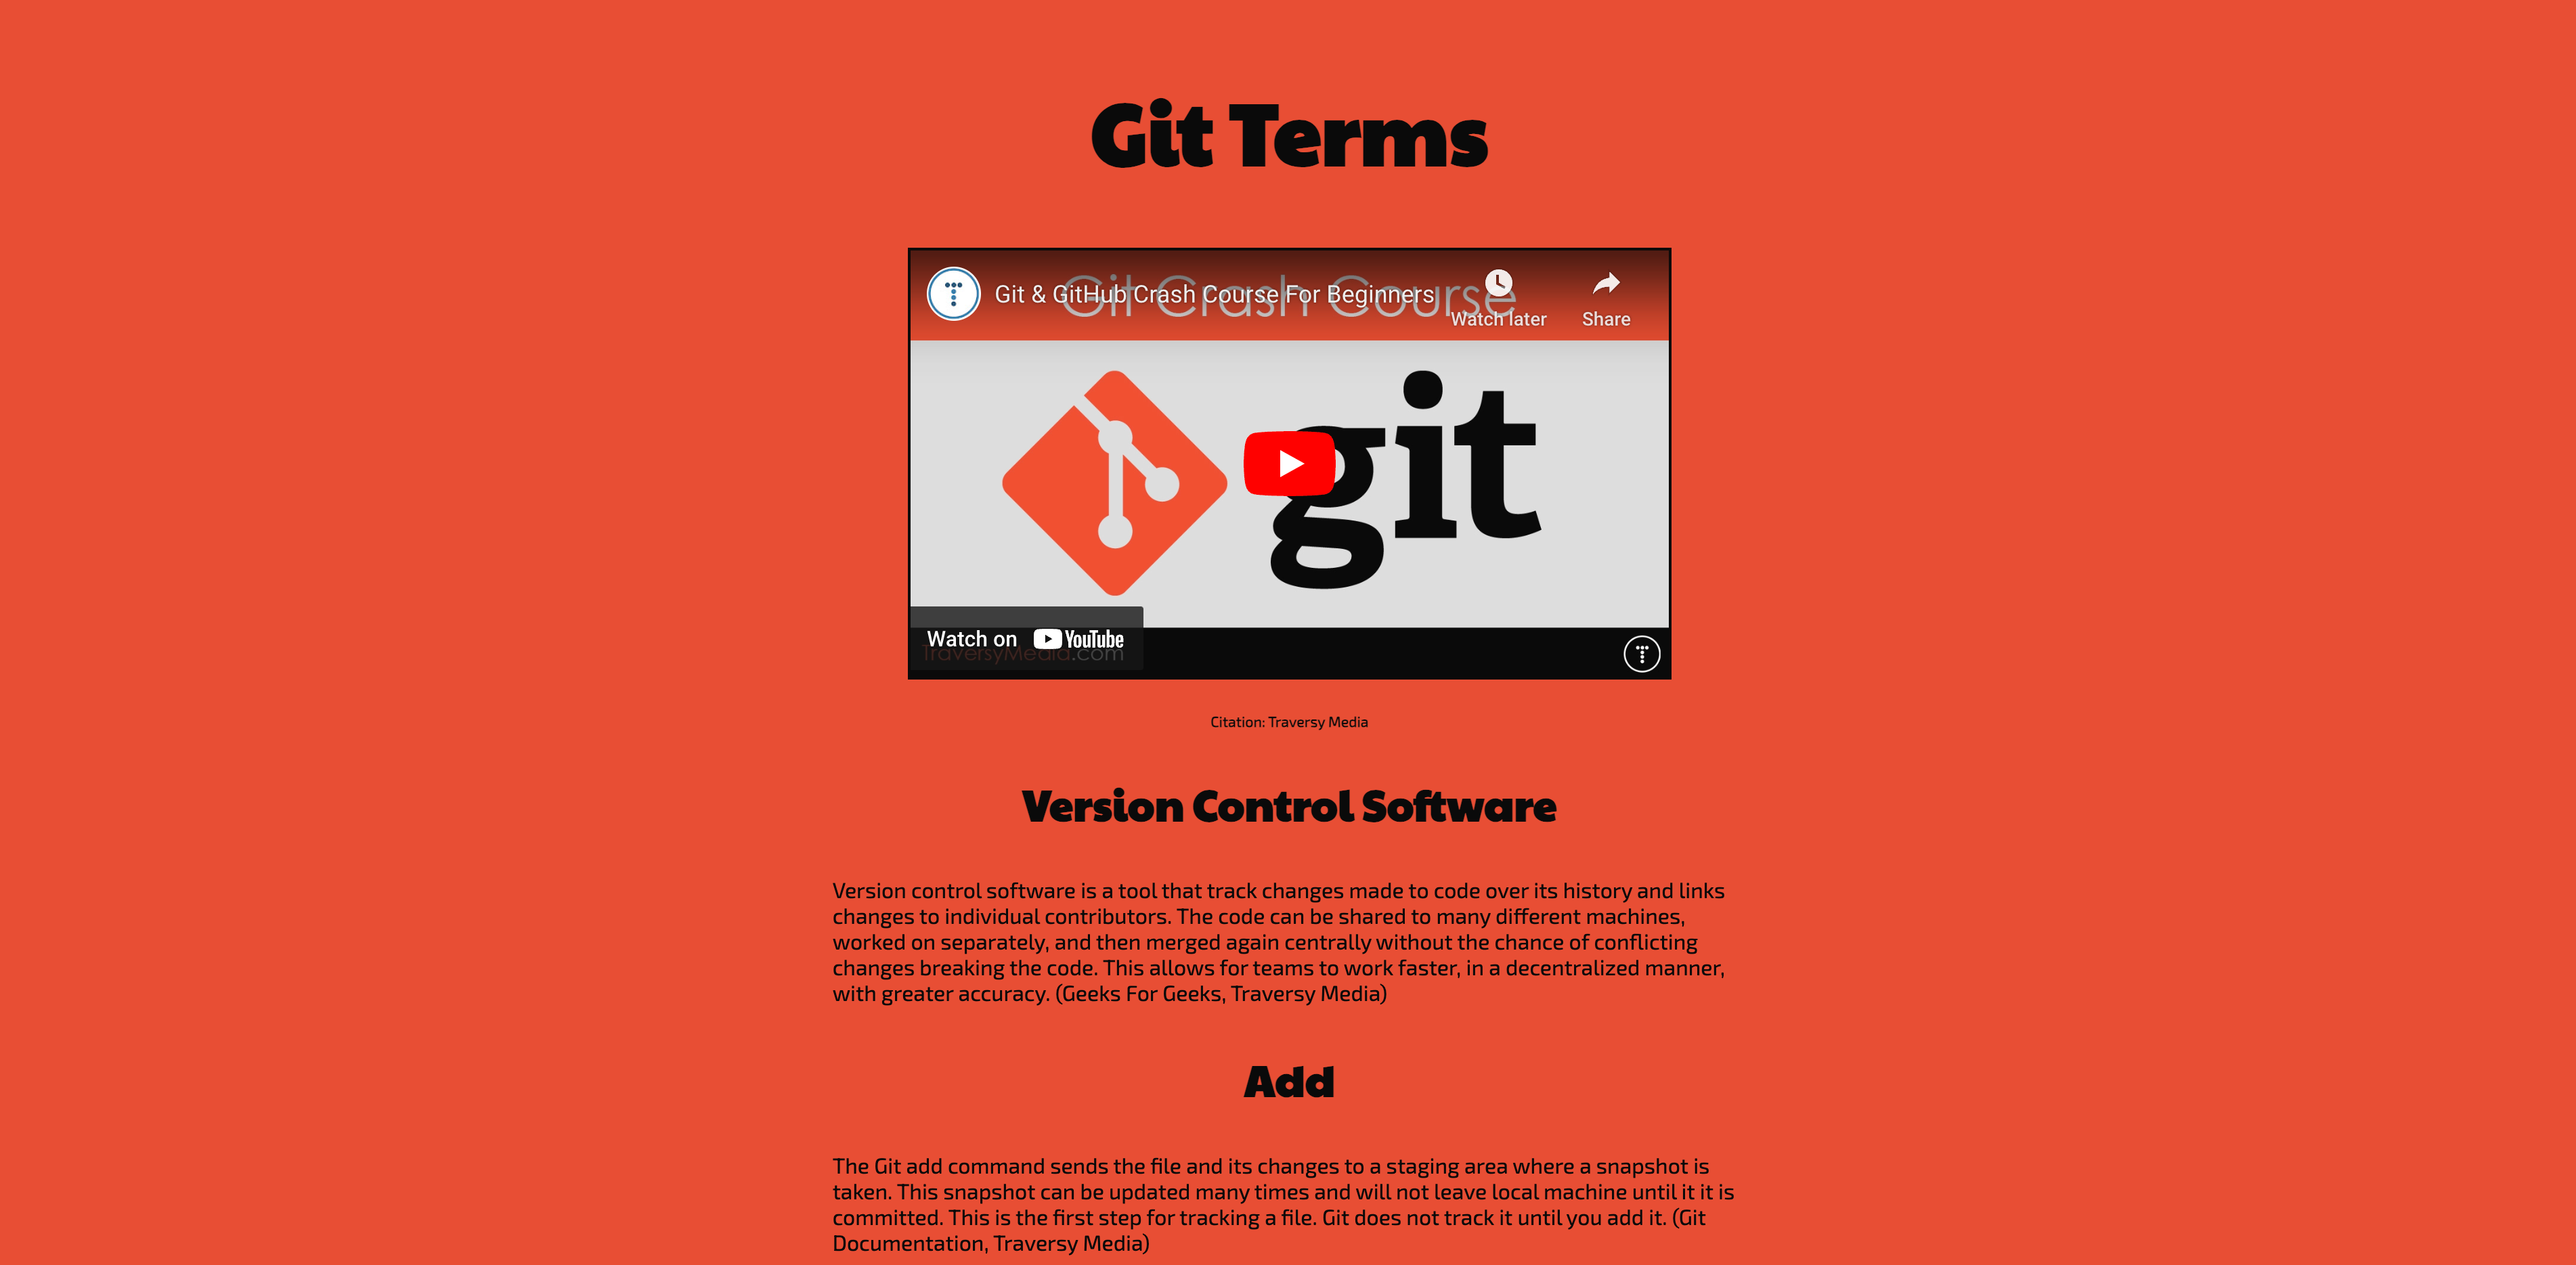 Git Terms
Git Crash Course
Git & GitHub Crash Course For Beginners
Watch later
Share
git
Watch on YouTube
TraversyMedia.com
Citation: Traversy Media
Version Control Software
Version control software is a tool that track changes made to code over its history and links
changes to individual contributors. The code can be shared to many different machines,
worked on separately, and then merged again centrally without the chance of conflicting
changes breaking the code. This allows for teams to work faster, in a decentralized manner,
with greater accuracy. (Geeks For Geeks, Traversy Media)
Add
The Git add command sends the file and its changes to a staging area where a snapshot is
taken. This snapshot can be updated many times and will not leave local machine until it it is
committed. This is the first step for tracking a file. Git does not track it until you add it. (Git
Documentation, Traversy Media)